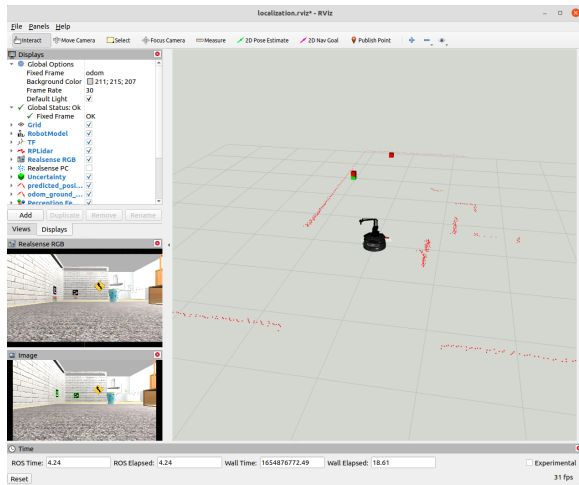 localization.rviz* - RViz
File Panels Help
Interact Move Camera Select Focus Camera Measure 2D Pose Estimate 2D Nav Goal Publish Point
Displays
Global Options
Fixed Frame odom
Background Color 211; 215; 207
Frame Rate 30
Default Light
Global Status: Ok
Fixed Frame OK
Grid
RobotModel
TF
RPLidar
Realsense RGB
Realsense PC
Uncertainty
predicted_posi...
odom_ground_...
Perception Fe...
Add Duplicate Remove Rename
Views Displays
Realsense RGB
Image
Time
ROS Time: 4.24 ROS Elapsed: 4.24 Wall Time: 1654876772.49 Wall Elapsed: 18.61 Experimental
Reset 31 fps